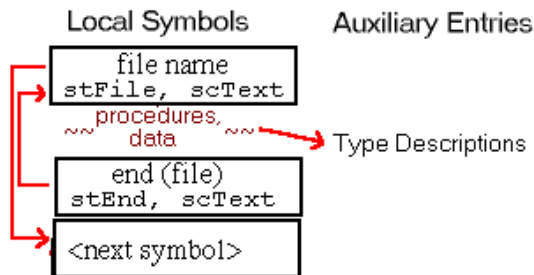 Local Symbols Auxiliary Entries
file name
stFile, scText
procedures,
~~ data ~~
Type Descriptions
end (file)
stEnd, scText
<next symbol>